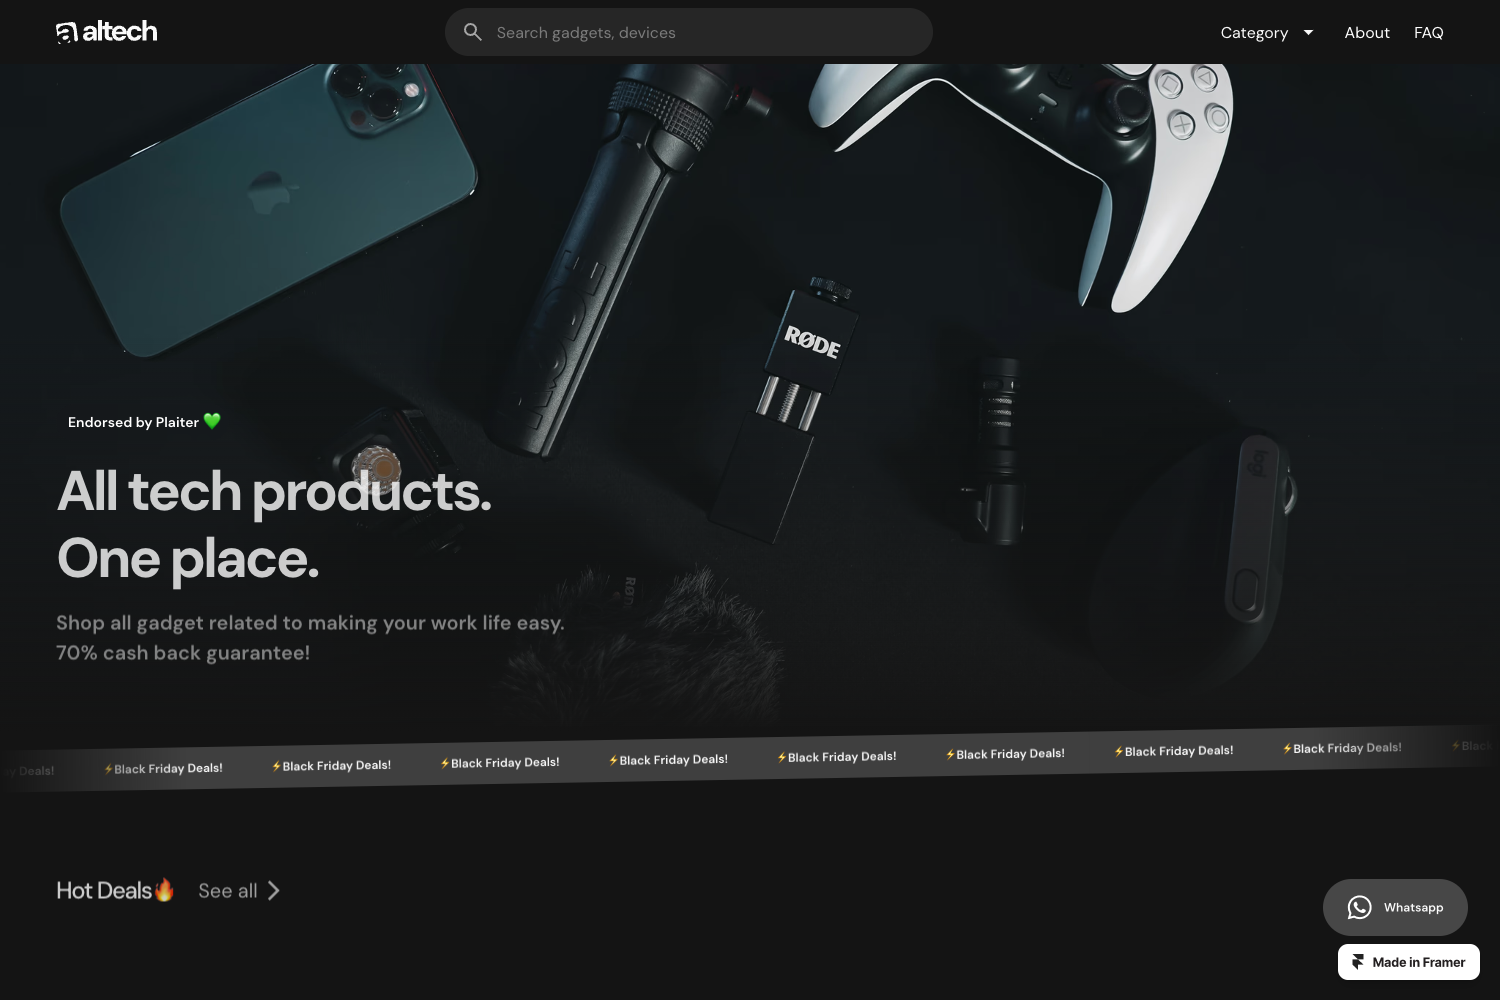 altech
Search gadgets, devices
Category
About
FAQ
RØDE
RØDE
logi
Endorsed by Plaiter 💚
All tech products.
One place.
Shop all gadget related to making your work life easy.
70% cash back guarantee!
Deals! ⚡Black Friday Deals! ⚡Black Friday Deals! ⚡Black Friday Deals! ⚡Black Friday Deals! ⚡Black Friday Deals! ⚡Black Friday Deals! ⚡Black Friday Deals! ⚡Black Friday Deals! ⚡Black
Hot Deals🔥
See all
Whatsapp
Made in Framer